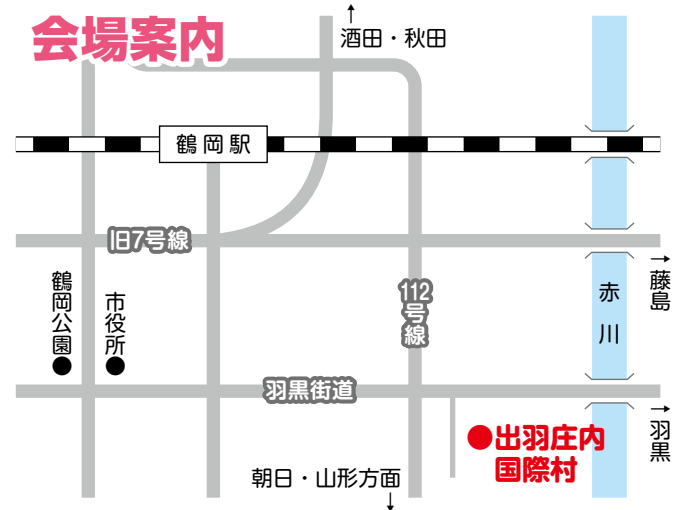 会場案内
↑
酒田・秋田
鶴岡駅
旧7号線
→
藤島
鶴岡公園
●
市役所
●
112号線
赤川
羽黒街道
→
羽黒
●出羽庄内
国際村
朝日・山形方面
↓